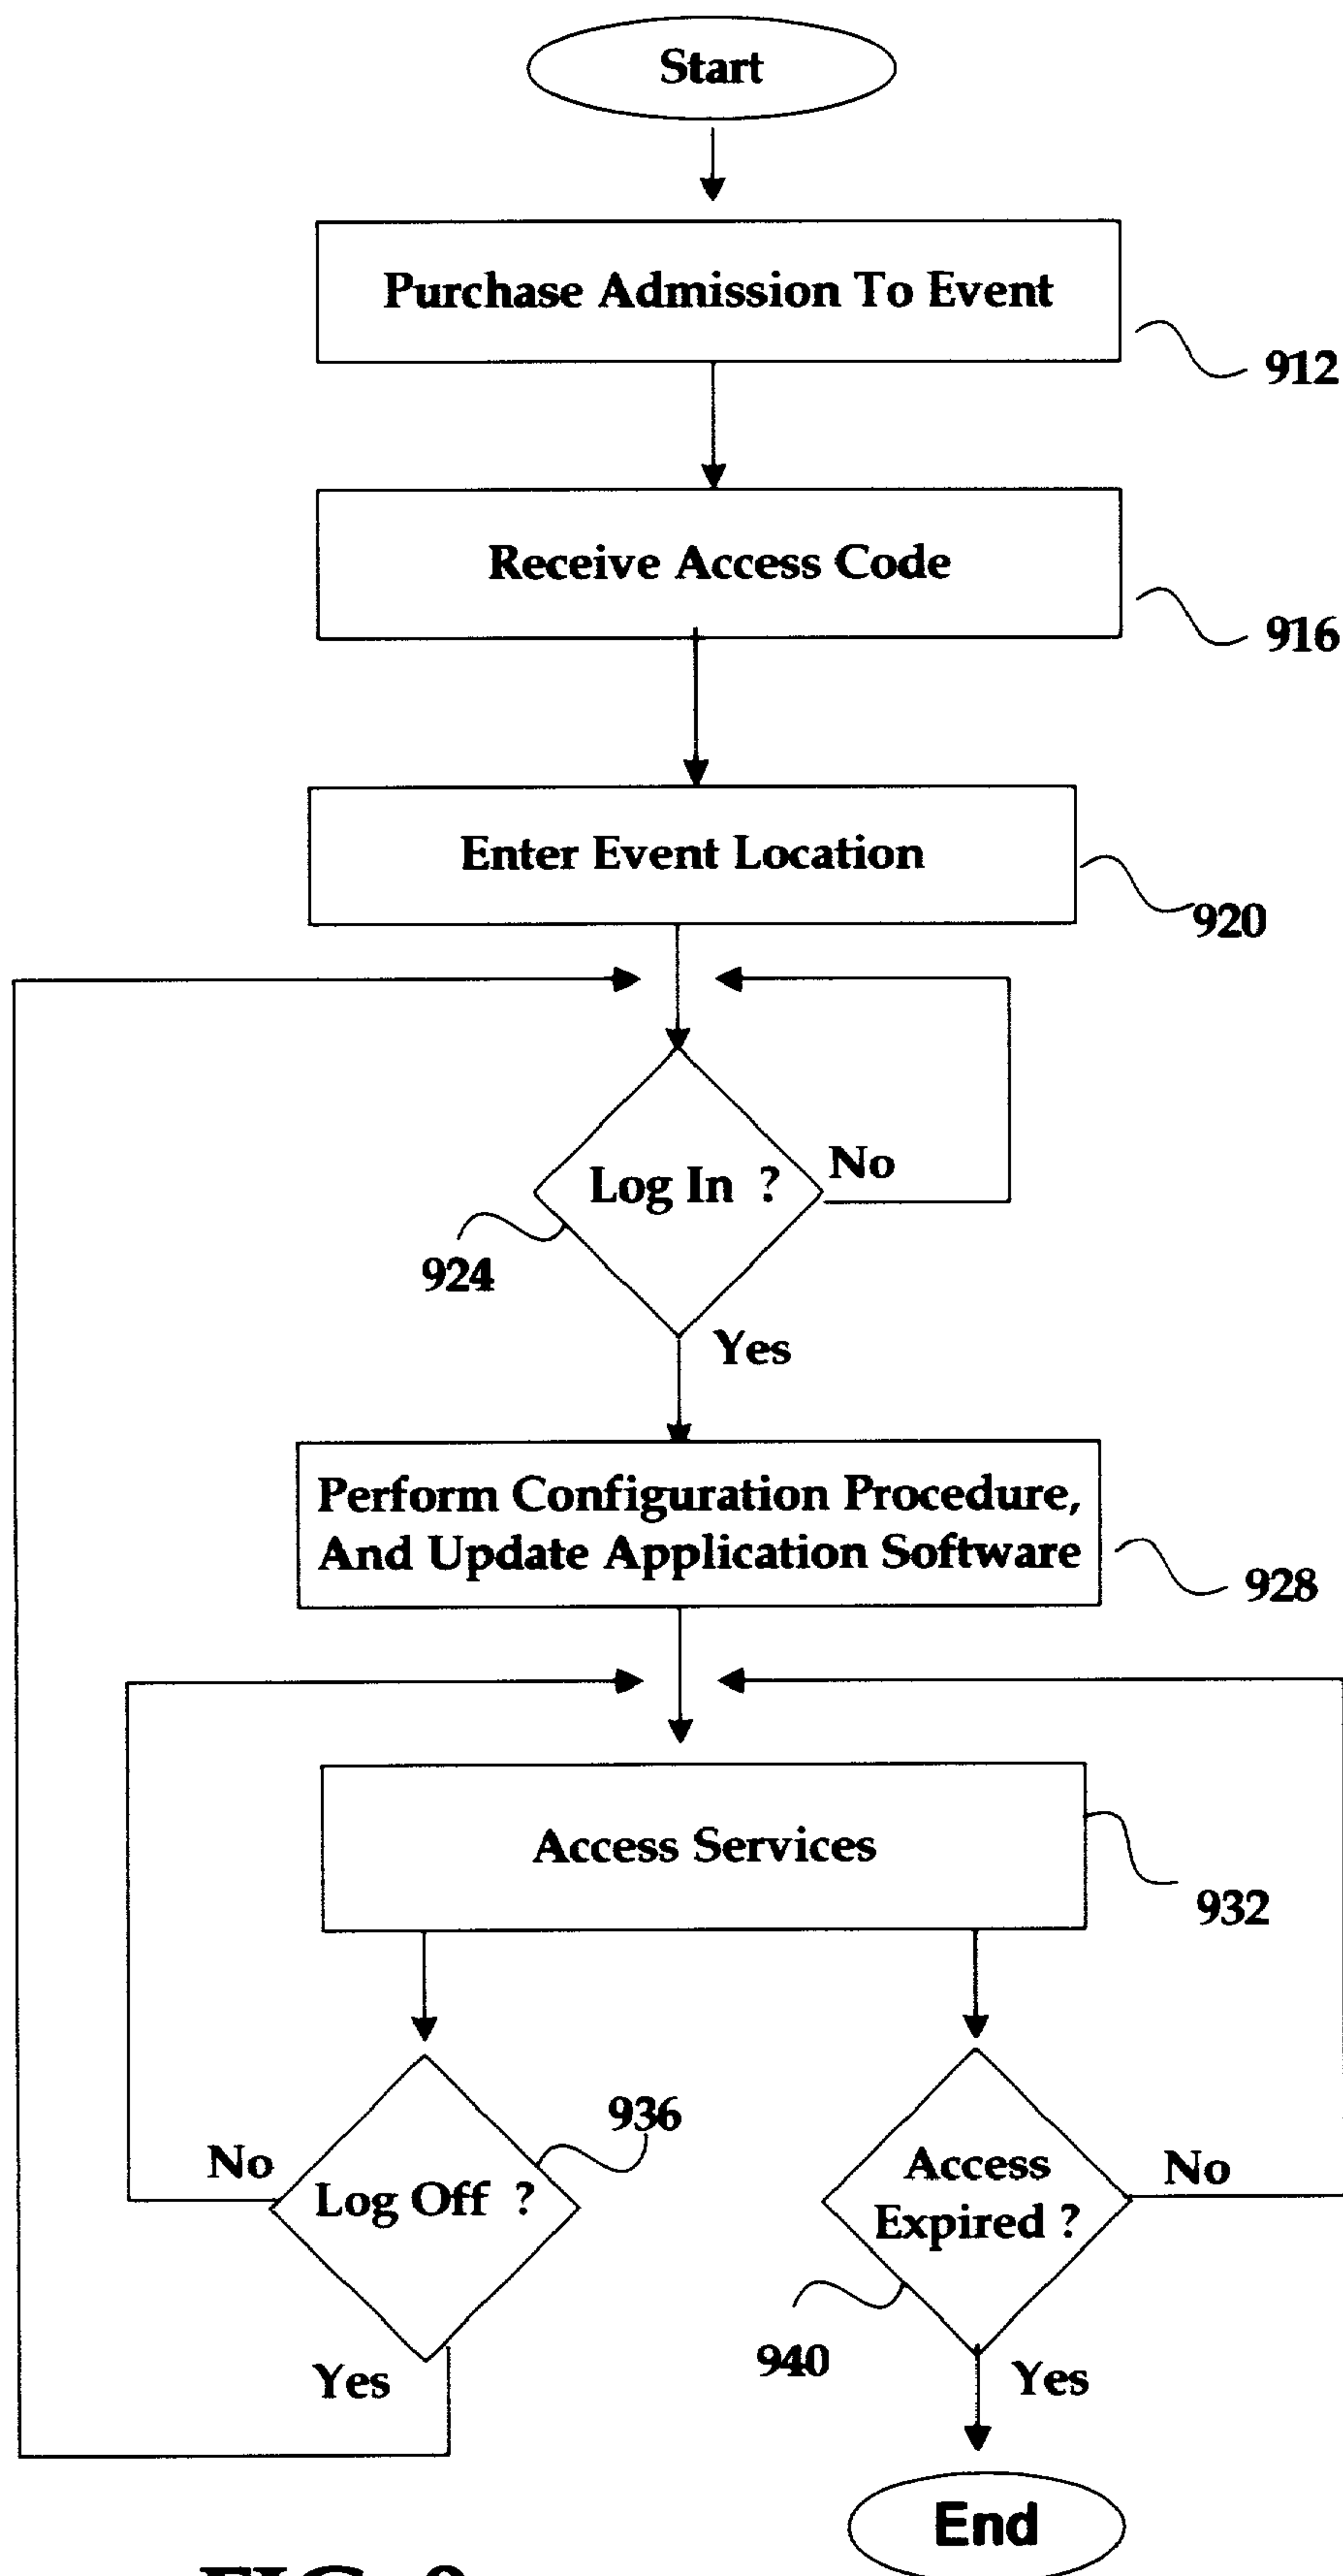 Start
Purchase Admission To Event
912
Receive Access Code
916
Enter Event Location
920
Log In ?
No
924
Yes
Perform Configuration Procedure,
And Update Application Software
928
Access Services
932
936
No
Log Off ?
Yes
Access
Expired ?
No
940
Yes
End